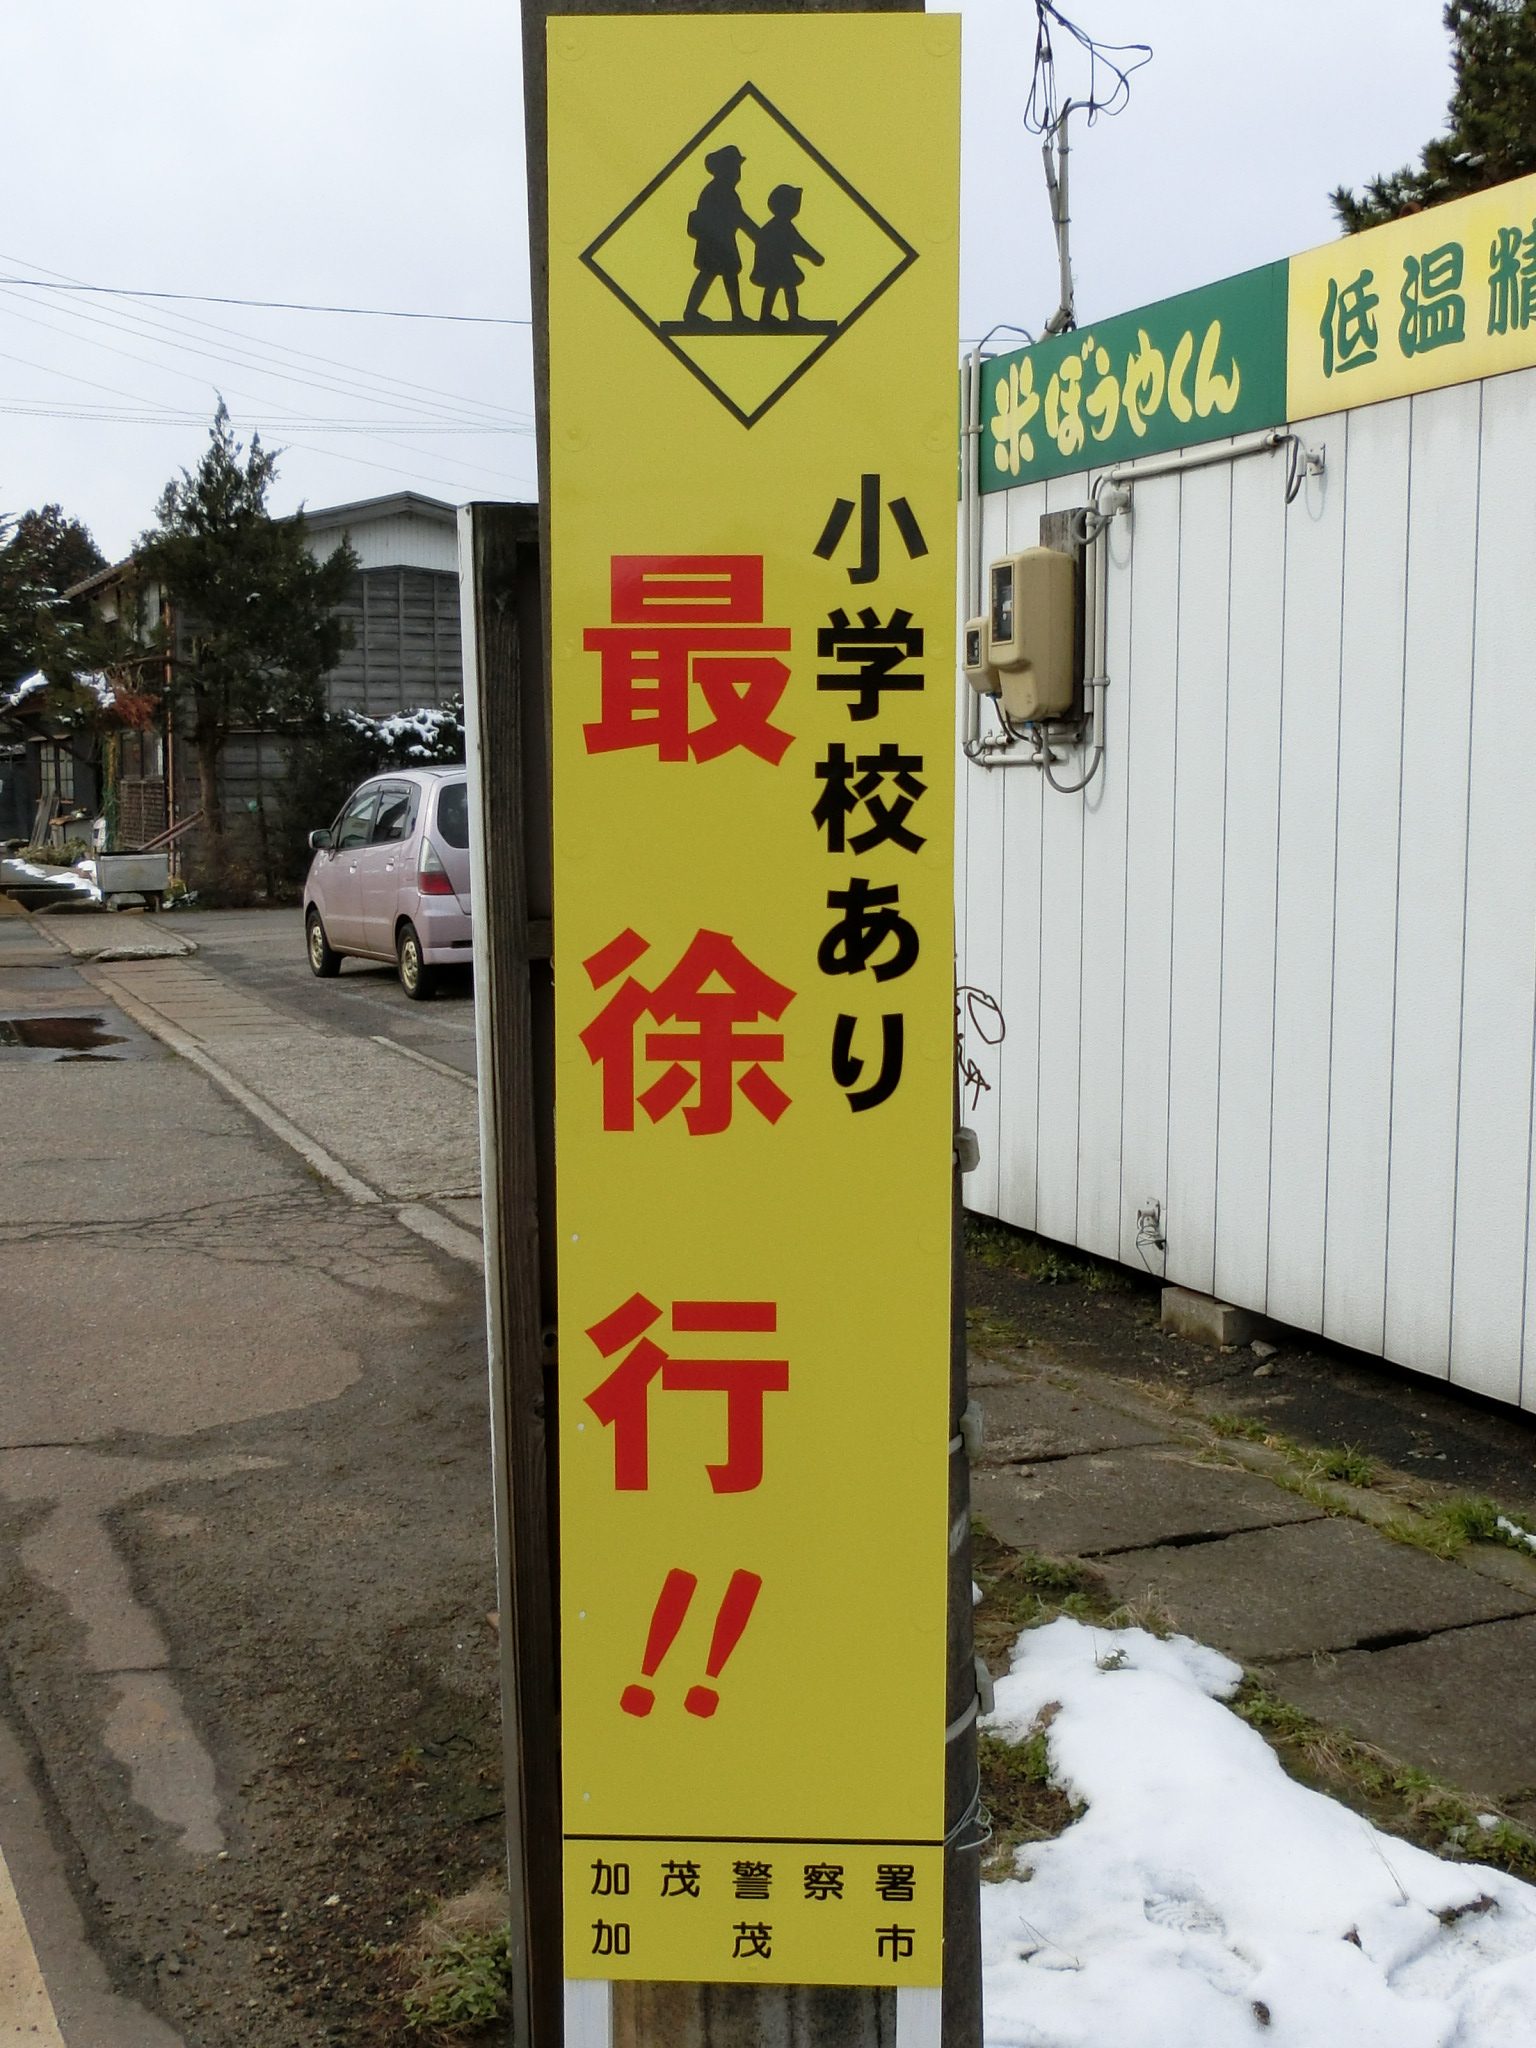 小学校あり
最徐行!!
加茂警察署
加茂市
米ぼうやくん
低温精